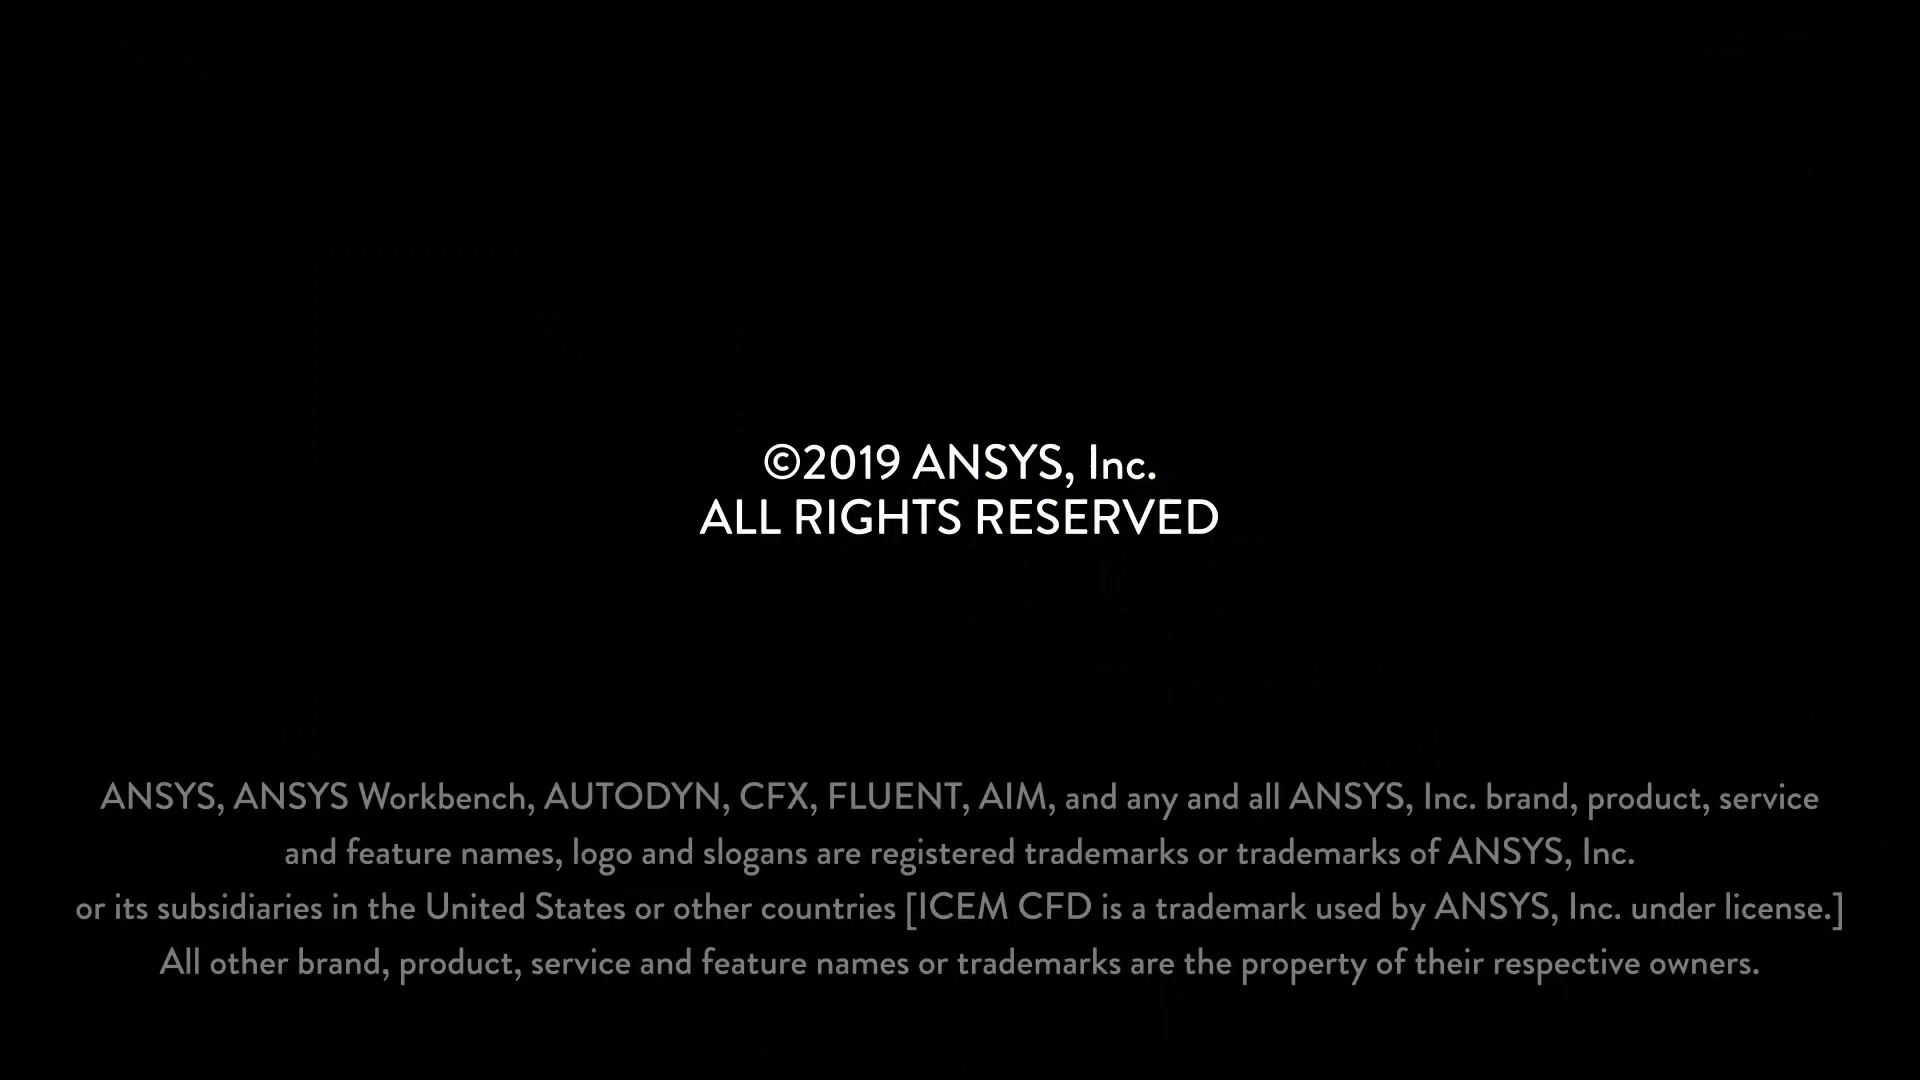 ©2019 ANSYS, Inc.
ALL RIGHTS RESERVED
ANSYS, ANSYS Workbench, AUTODYN, CFX, FLUENT, AIM, and any and all ANSYS, Inc. brand, product, service
and feature names, logo and slogans are registered trademarks or trademarks of ANSYS, Inc.
or its subsidiaries in the United States or other countries [ICEM CFD is a trademark used by ANSYS, Inc. under license.]
All other brand, product, service and feature names or trademarks are the property of their respective owners.